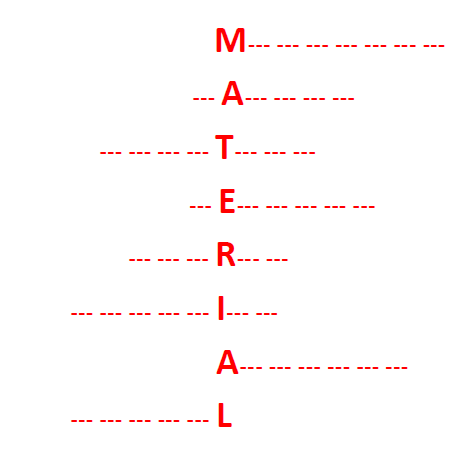 M--- --- --- --- --- --- ---
--- A--- --- --- ---
--- --- --- --- T--- --- ---
--- E--- --- --- --- ---
--- --- --- R--- ---
--- --- --- --- --- I--- ---
A--- --- --- --- --- ---
--- --- --- --- --- L